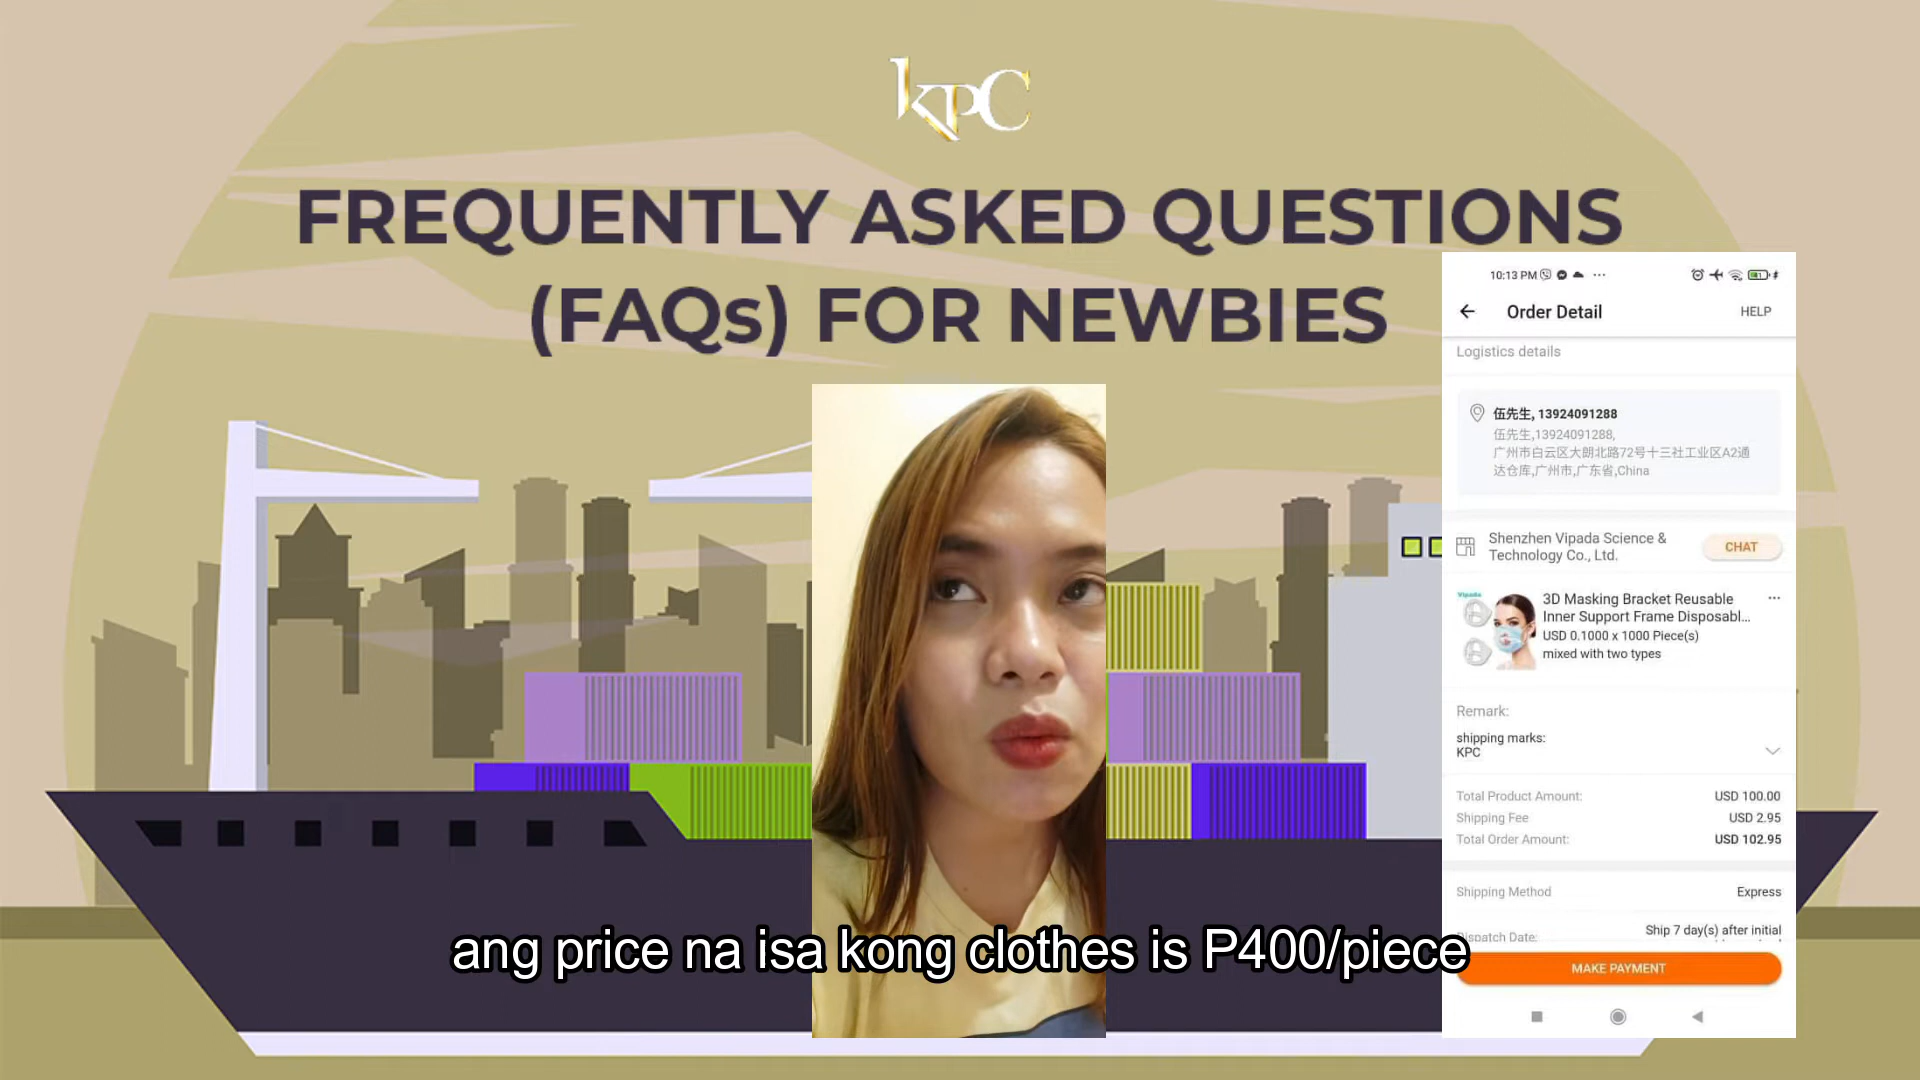 KPC
FREQUENTLY ASKED QUESTIONS
(FAQs) FOR NEWBIES
10:13 PM
Order Detail
HELP
Logistics details
伍先生, 13924091288
伍先生,13924091288,
广州市白云区大朗北路72号十三社工业区A2通
达仓库,广州市,广东省,China
Shenzhen Vipada Science &
Technology Co., Ltd.
CHAT
Vipada
3D Masking Bracket Reusable
Inner Support Frame Disposabl...
USD 0.1000 x 1000 Piece(s)
mixed with two types
Remark:
shipping marks:
KPC
Total Product Amount: USD 100.00
Shipping Fee USD 2.95
Total Order Amount: USD 102.95
Shipping Method Express
Dispatch Date: Ship 7 day(s) after initial
ang price na isa kong clothes is P400/piece
MAKE PAYMENT